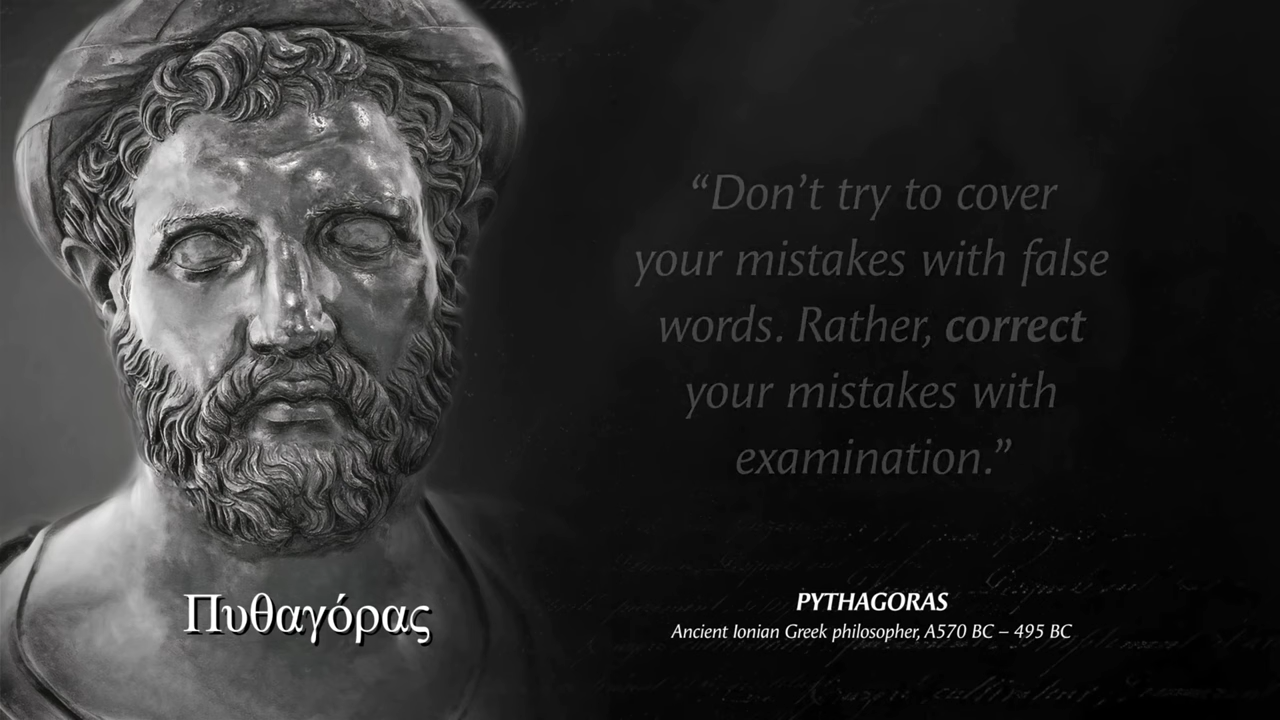 “Don’t try to cover
your mistakes with false
words. Rather, correct
your mistakes with
examination.”
Πυθαγόρας
PYTHAGORAS
Ancient Ionian Greek philosopher, A570 BC – 495 BC